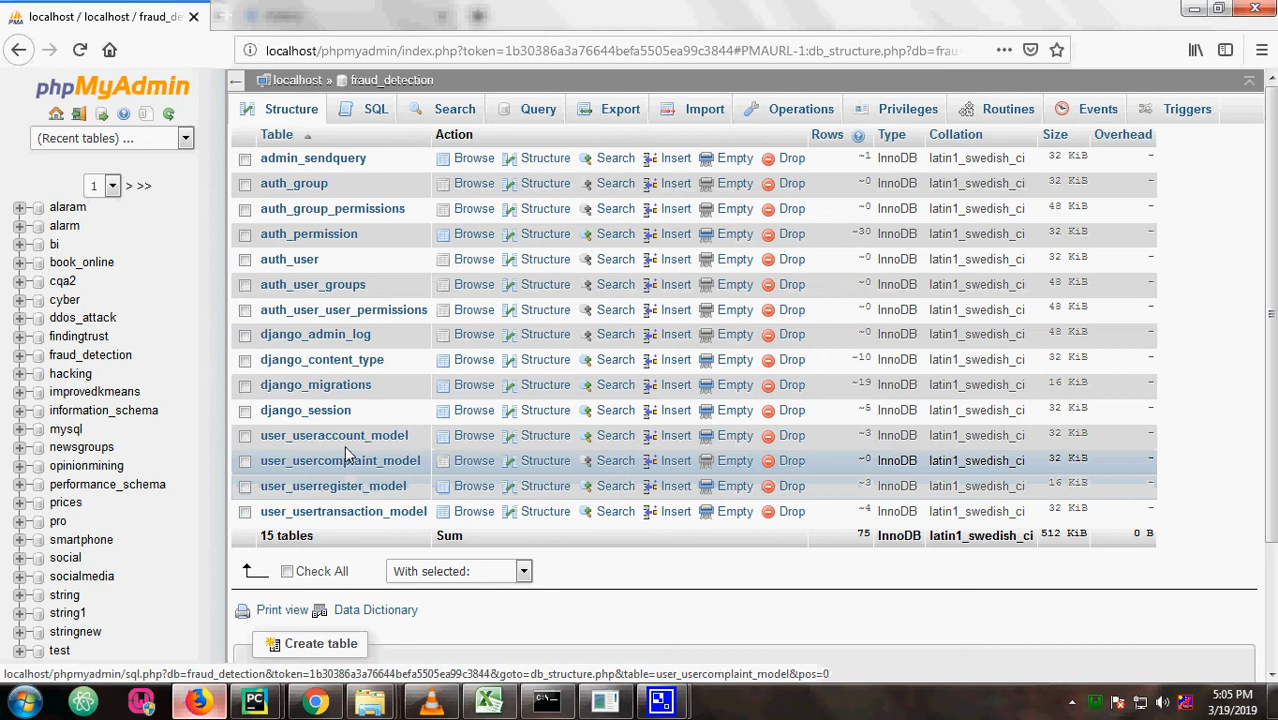 localhost / localhost / fraud_de
localhost/phpmyadmin/index.php?token=1b30386a3a76644befa5505ea99c3844#PMAURL-1:db_structure.php?db=frau
phpMyAdmin
(Recent tables) ...
1 > >>
alaram
alarm
bi
book_online
cqa2
cyber
ddos_attack
findingtrust
fraud_detection
hacking
improvedkmeans
information_schema
mysql
newsgroups
opinionmining
performance_schema
prices
pro
smartphone
social
socialmedia
string
string1
stringnew
test
localhost » fraud_detection
Structure SQL Search Query Export Import Operations Privileges Routines Events Triggers
Table Action Rows Type Collation Size Overhead
admin_sendquery Browse Structure Search Insert Empty Drop ~1 InnoDB latin1_swedish_ci 32 KiB -
auth_group Browse Structure Search Insert Empty Drop ~0 InnoDB latin1_swedish_ci 32 KiB -
auth_group_permissions Browse Structure Search Insert Empty Drop ~0 InnoDB latin1_swedish_ci 48 KiB -
auth_permission Browse Structure Search Insert Empty Drop ~30 InnoDB latin1_swedish_ci 32 KiB -
auth_user Browse Structure Search Insert Empty Drop ~0 InnoDB latin1_swedish_ci 32 KiB -
auth_user_groups Browse Structure Search Insert Empty Drop ~0 InnoDB latin1_swedish_ci 48 KiB -
auth_user_user_permissions Browse Structure Search Insert Empty Drop ~0 InnoDB latin1_swedish_ci 48 KiB -
django_admin_log Browse Structure Search Insert Empty Drop ~0 InnoDB latin1_swedish_ci 48 KiB -
django_content_type Browse Structure Search Insert Empty Drop ~10 InnoDB latin1_swedish_ci 32 KiB -
django_migrations Browse Structure Search Insert Empty Drop ~19 InnoDB latin1_swedish_ci 16 KiB -
django_session Browse Structure Search Insert Empty Drop ~5 InnoDB latin1_swedish_ci 32 KiB -
user_useraccount_model Browse Structure Search Insert Empty Drop ~3 InnoDB latin1_swedish_ci 32 KiB -
user_usercomplaint_model Browse Structure Search Insert Empty Drop ~0 InnoDB latin1_swedish_ci 32 KiB -
user_userregister_model Browse Structure Search Insert Empty Drop ~3 InnoDB latin1_swedish_ci 16 KiB -
user_usertransaction_model Browse Structure Search Insert Empty Drop ~4 InnoDB latin1_swedish_ci 32 KiB -
15 tables Sum 75 InnoDB latin1_swedish_ci 512 KiB 0 B
Check All With selected:
Print view Data Dictionary
Create table
localhost/phpmyadmin/sql.php?db=fraud_detection&token=1b30386a3a76644befa5505ea99c3844&goto=db_structure.php&table=user_usercomplaint_model&pos=0
5:05 PM
3/19/2019